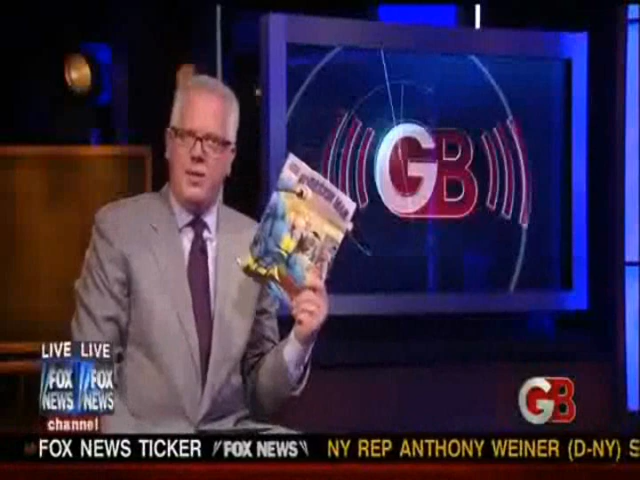 GB
LIVE LIVE
FOX FOX
NEWS NEWS
channel
GB
FOX NEWS TICKER FOX NEWS NY REP ANTHONY WEINER (D-NY) S